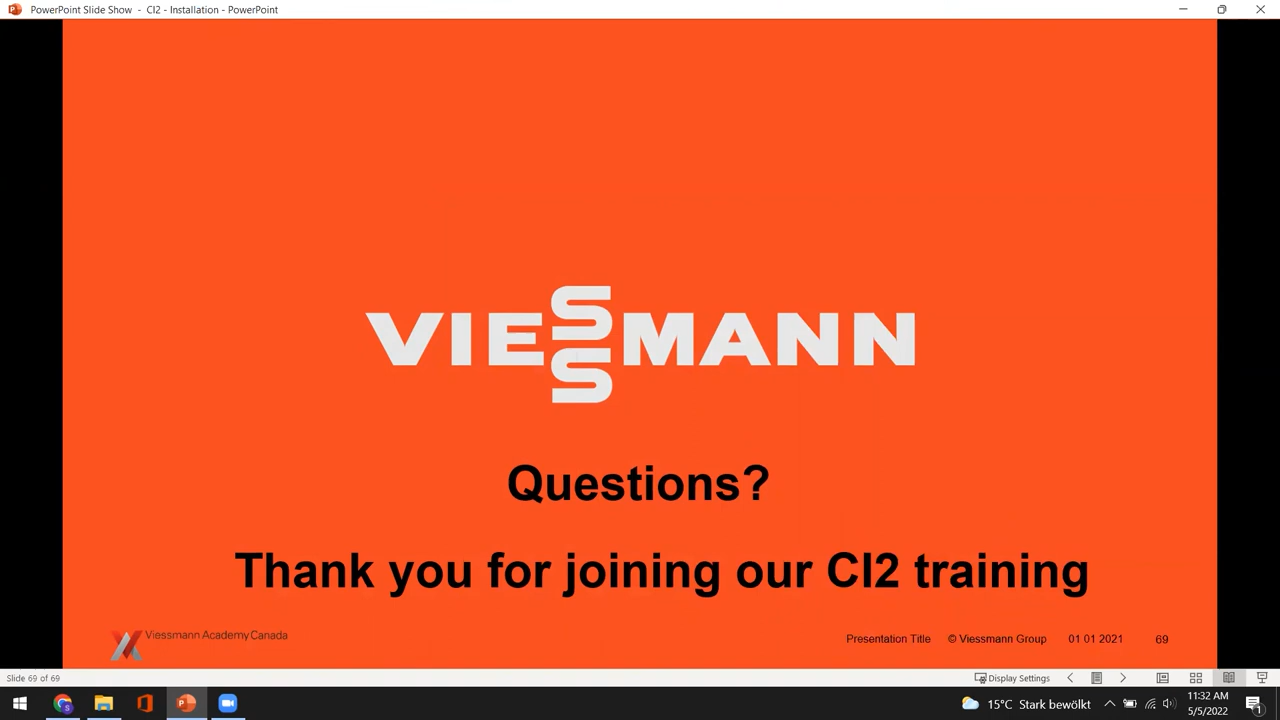 PowerPoint Slide Show - CI2 - Installation - PowerPoint
VIESSMANN
Questions?
Thank you for joining our CI2 training
Viessmann Academy Canada
Presentation Title © Viessmann Group 01 01 2021 69
Slide 69 of 69
Display Settings
15°C Stark bewölkt
11:32 AM
5/5/2022
1